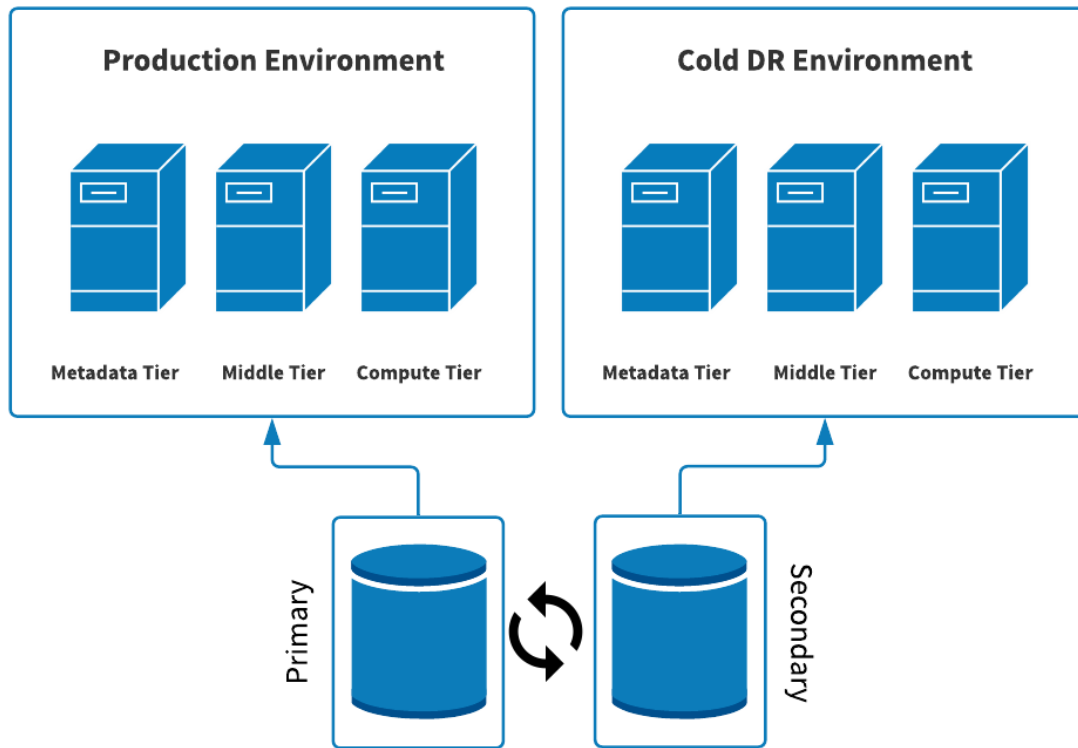 Production Environment
Metadata Tier
Middle Tier
Compute Tier
Cold DR Environment
Metadata Tier
Middle Tier
Compute Tier
Primary
Secondary